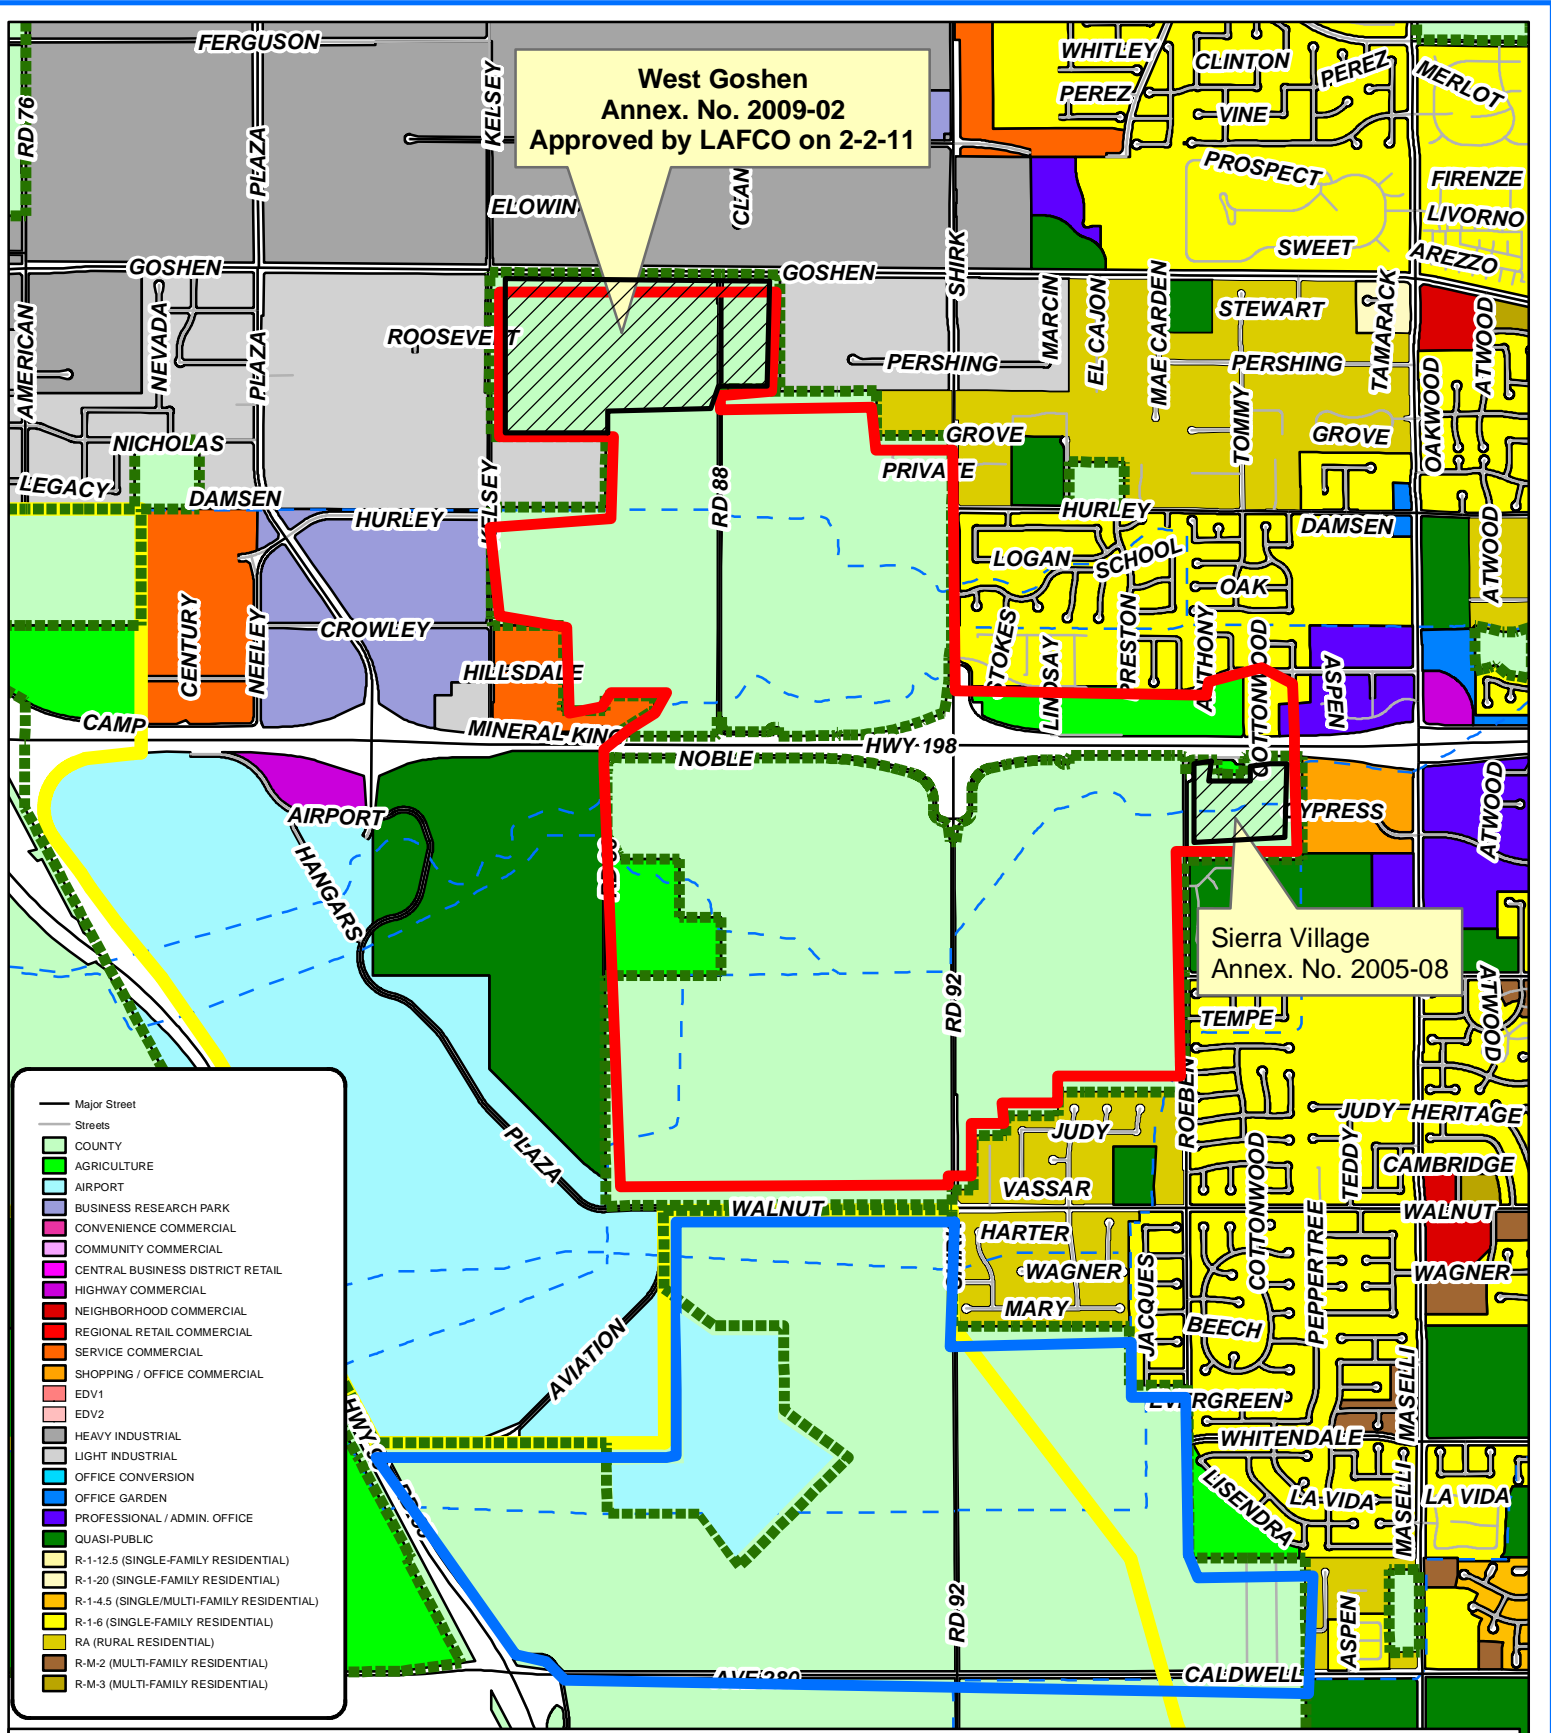 FERGUSON
WHITLEY
CLINTON
PEREZ
MERLOT
RD 76
PLAZA
KELSEY
West Goshen
Annex. No. 2009-02
Approved by LAFCO on 2-2-11
PEREZ
VINE
PROSPECT
FIRENZE
ELOWIN
CLAN
LIVORNO
SHIRK
SWEET
AREZZO
GOSHEN
GOSHEN
AMERICAN
NEVADA
PLAZA
ROOSEVE T
PERSHING
MARCIN
EL CAJON
MAE CARDEN
STEWART
PERSHING
TAMARACK
OAKWOOD
ATWOOD
NICHOLAS
GROVE
TOMMY
GROVE
LEGACY
DAMSEN
HURLEY
KELSEY
RD 88
PRIVATE
HURLEY
DAMSEN
LOGAN
SCHOOL
OAK
ATWOOD
CENTURY
NEELEY
CROWLEY
HILLSDALE
STOKES
LINDSAY
PRESTON
ANTHONY
COTTONWOOD
ASPEN
CAMP
MINERAL KING
HWY 198
NOBLE
AIRPORT
HANGARS
YPRESS
ATWOOD
Sierra Village
Annex. No. 2005-08
RD 92
TEMPE
ATWOOD
ROEBEN
JUDY
HERITAGE
JUDY
TEDDY
CAMBRIDGE
PLAZA
VASSAR
COTTONWOOD
WALNUT
WALNUT
HARTER
WAGNER
MARY
JACQUES
PEPPERTREE
WAGNER
BEECH
AVIATION
MASELLI
EVERGREEN
WHITENDALE
LISENDRA
LA VIDA
MASELLI
LA VIDA
RD 92
ASPEN
AVE 280
CALDWELL
Major Street
Streets
COUNTY
AGRICULTURE
AIRPORT
BUSINESS RESEARCH PARK
CONVENIENCE COMMERCIAL
COMMUNITY COMMERCIAL
CENTRAL BUSINESS DISTRICT RETAIL
HIGHWAY COMMERCIAL
NEIGHBORHOOD COMMERCIAL
REGIONAL RETAIL COMMERCIAL
SERVICE COMMERCIAL
SHOPPING / OFFICE COMMERCIAL
EDV1
EDV2
HEAVY INDUSTRIAL
LIGHT INDUSTRIAL
OFFICE CONVERSION
OFFICE GARDEN
PROFESSIONAL / ADMIN. OFFICE
QUASI-PUBLIC
R-1-12.5 (SINGLE-FAMILY RESIDENTIAL)
R-1-20 (SINGLE-FAMILY RESIDENTIAL)
R-1-4.5 (SINGLE/MULTI-FAMILY RESIDENTIAL)
R-1-6 (SINGLE-FAMILY RESIDENTIAL)
RA (RURAL RESIDENTIAL)
R-M-2 (MULTI-FAMILY RESIDENTIAL)
R-M-3 (MULTI-FAMILY RESIDENTIAL)